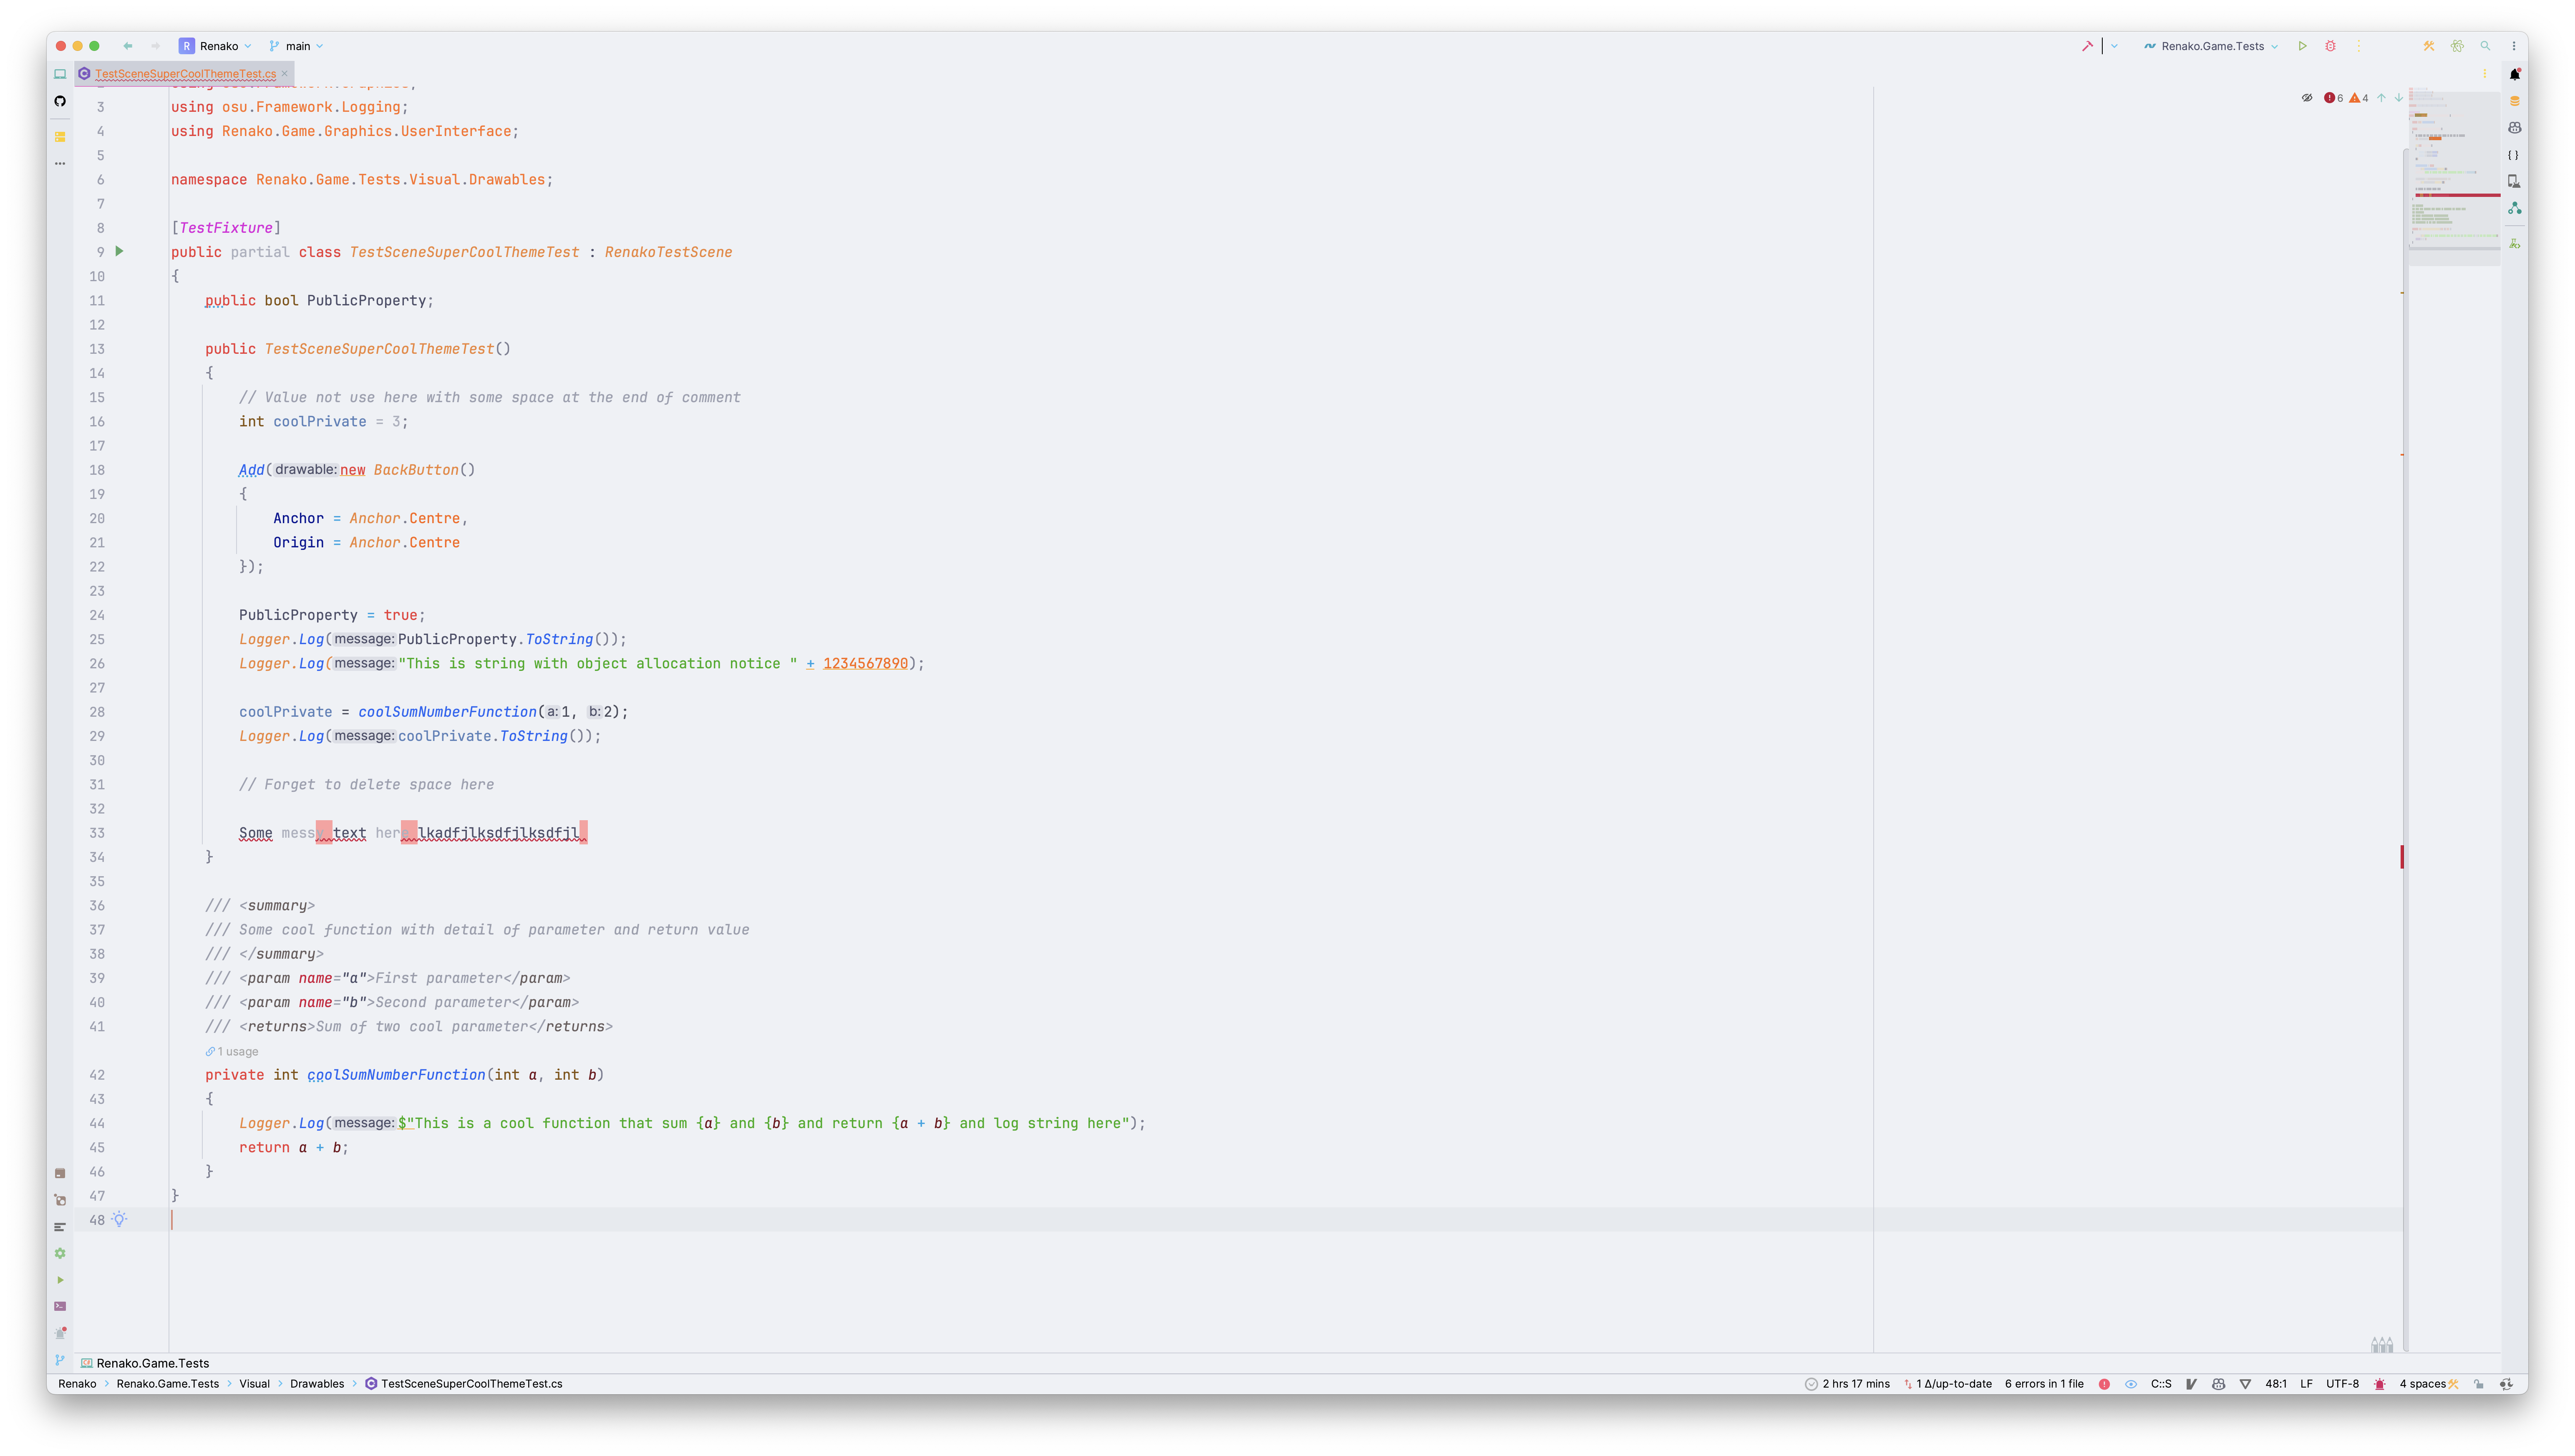 R Renako main Renako.Game.Tests
TestSceneSuperCoolThemeTest.cs
6 4
3 using osu.Framework.Logging;
4 using Renako.Game.Graphics.UserInterface;
5
6 namespace Renako.Game.Tests.Visual.Drawables;
7
8 [TestFixture]
9 public partial class TestSceneSuperCoolThemeTest : RenakoTestScene
10 {
11 public bool PublicProperty;
12
13 public TestSceneSuperCoolThemeTest()
14 {
15 // Value not use here with some space at the end of comment
16 int coolPrivate = 3;
17
18 Add( drawable: new BackButton()
19 {
20 Anchor = Anchor.Centre,
21 Origin = Anchor.Centre
22 });
23
24 PublicProperty = true;
25 Logger.Log( message: PublicProperty.ToString());
26 Logger.Log( message: "This is string with object allocation notice " + 1234567890);
27
28 coolPrivate = coolSumNumberFunction( a: 1, b: 2);
29 Logger.Log( message: coolPrivate.ToString());
30
31 // Forget to delete space here
32
33 Some messy text here lkadfjlksdfjlksdfjl
34 }
35
36 /// <summary>
37 /// Some cool function with detail of parameter and return value
38 /// </summary>
39 /// <param name="a">First parameter</param>
40 /// <param name="b">Second parameter</param>
41 /// <returns>Sum of two cool parameter</returns>
1 usage
42 private int coolSumNumberFunction(int a, int b)
43 {
44 Logger.Log( message: $"This is a cool function that sum {a} and {b} and return {a + b} and log string here");
45 return a + b;
46 }
47 }
48
Renako.Game.Tests
Renako > Renako.Game.Tests > Visual > Drawables > TestSceneSuperCoolThemeTest.cs 2 hrs 17 mins 1 Δ/up-to-date 6 errors in 1 file C::S 48:1 LF UTF-8 4 spaces